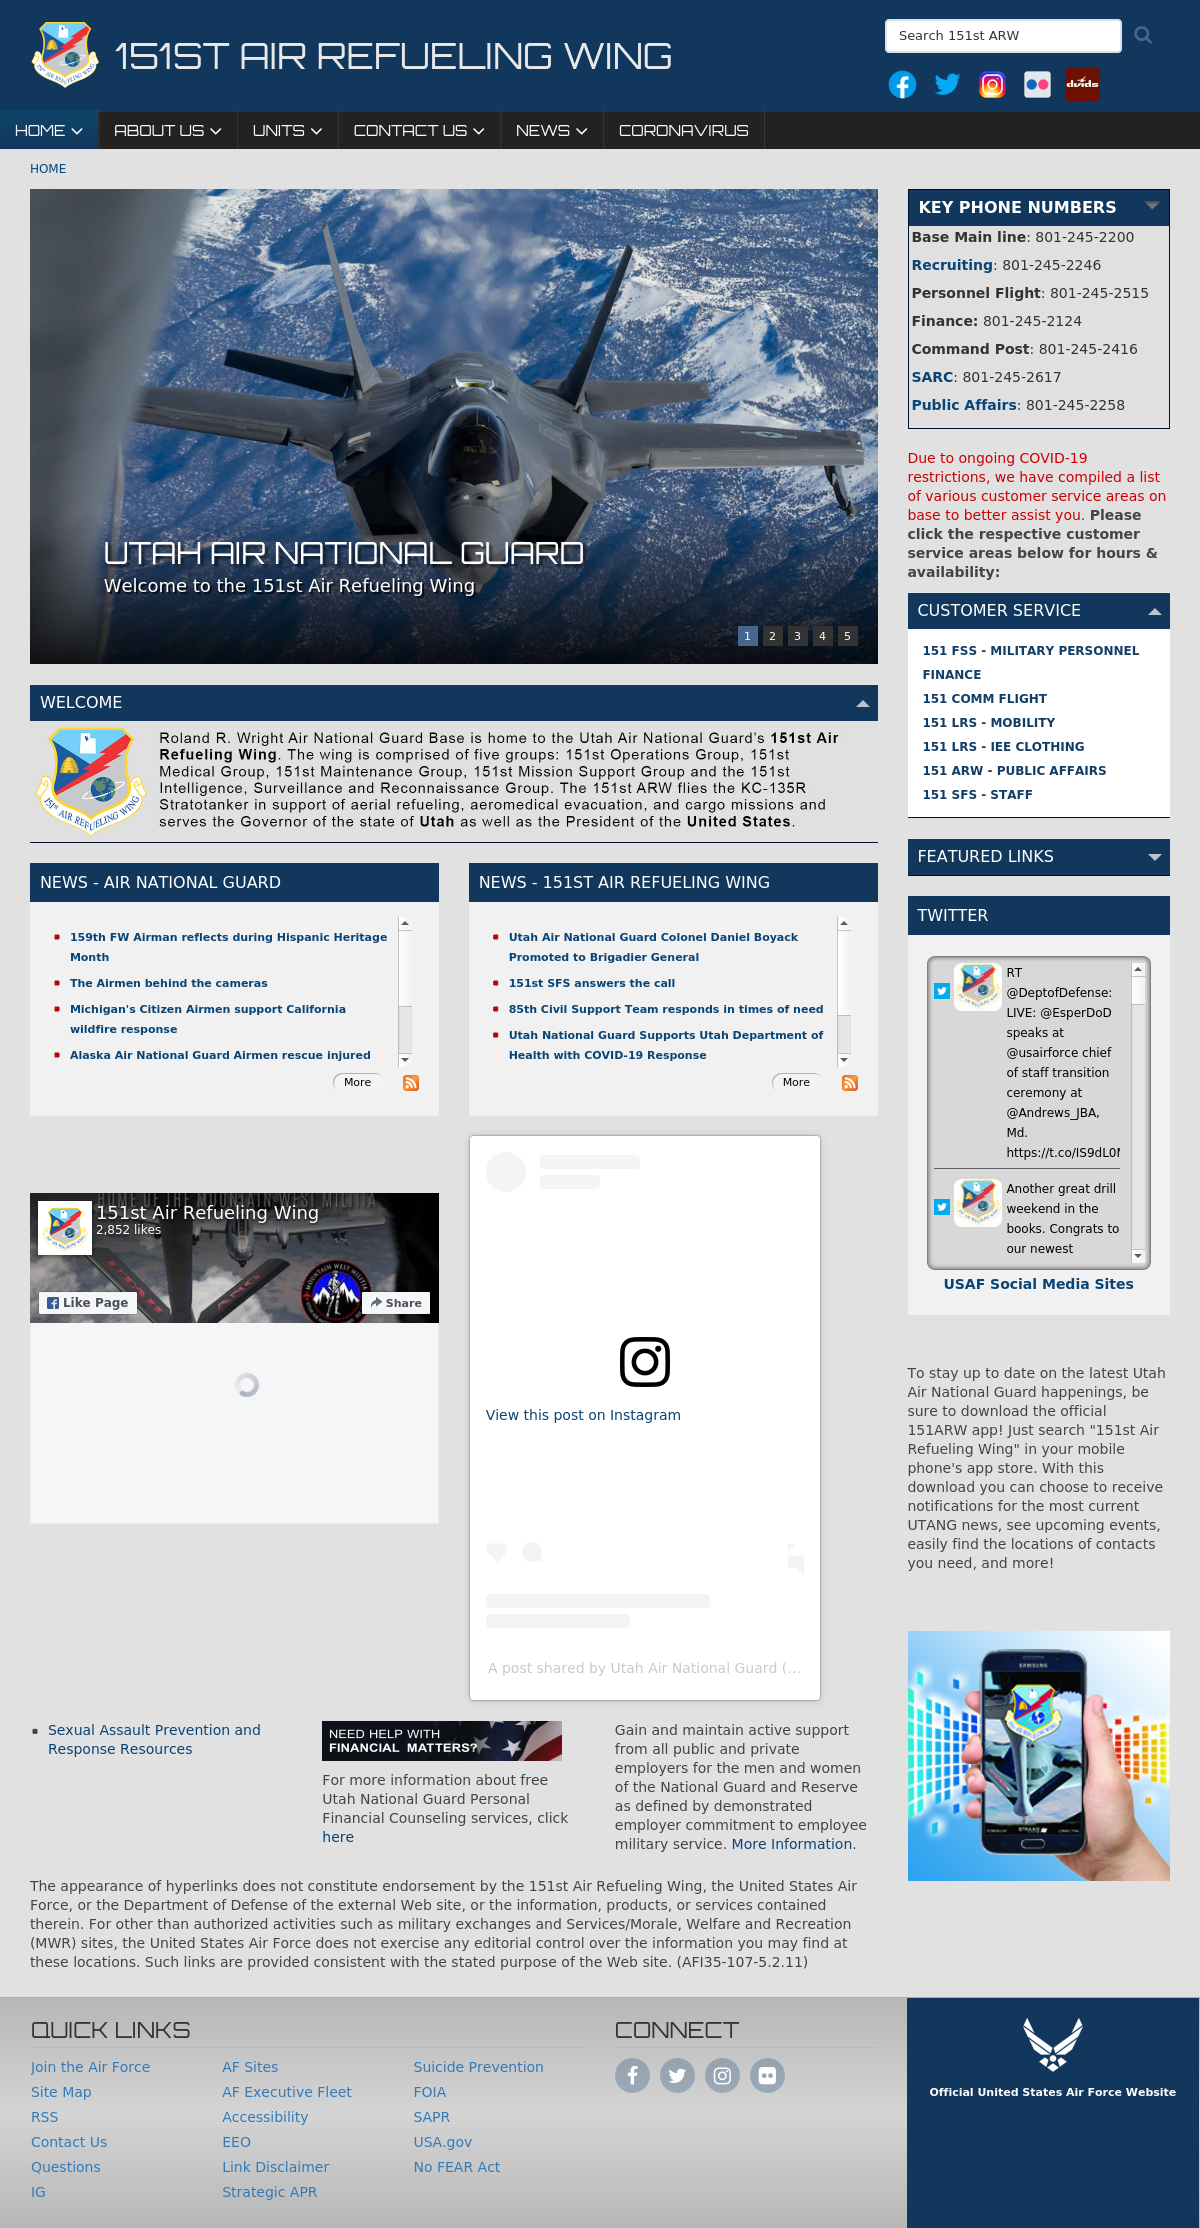 151ST AIR REFUELING WING
Search 151st ARW
dvids
HOME
ABOUT US
UNITS
CONTACT US
NEWS
CORONAVIRUS
HOME
UTAH AIR NATIONAL GUARD
Welcome to the 151st Air Refueling Wing
1 2 3 4 5
WELCOME
151st AIR REFUELING WING
Roland R. Wright Air National Guard Base is home to the Utah Air National Guard's 151st Air
Refueling Wing. The wing is comprised of five groups: 151st Operations Group, 151st
Medical Group, 151st Maintenance Group, 151st Mission Support Group and the 151st
Intelligence, Surveillance and Reconnaissance Group. The 151st ARW flies the KC-135R
Stratotanker in support of aerial refueling, aeromedical evacuation, and cargo missions and
serves the Governor of the state of Utah as well as the President of the United States.
NEWS - AIR NATIONAL GUARD
159th FW Airman reflects during Hispanic Heritage
Month
The Airmen behind the cameras
Michigan's Citizen Airmen support California
wildfire response
Alaska Air National Guard Airmen rescue injured
More
NEWS - 151ST AIR REFUELING WING
Utah Air National Guard Colonel Daniel Boyack
Promoted to Brigadier General
151st SFS answers the call
85th Civil Support Team responds in times of need
Utah National Guard Supports Utah Department of
Health with COVID-19 Response
More
HOME OF THE MOUNTAIN WEST MILITIA
151st Air Refueling Wing
2,852 likes
MOUNTAIN WEST MILITIA
Like Page
Share
View this post on Instagram
A post shared by Utah Air National Guard (...
Sexual Assault Prevention and
Response Resources
NEED HELP WITH
FINANCIAL MATTERS?
For more information about free
Utah National Guard Personal
Financial Counseling services, click
here
Gain and maintain active support
from all public and private
employers for the men and women
of the National Guard and Reserve
as defined by demonstrated
employer commitment to employee
military service. More Information.
The appearance of hyperlinks does not constitute endorsement by the 151st Air Refueling Wing, the United States Air
Force, or the Department of Defense of the external Web site, or the information, products, or services contained
therein. For other than authorized activities such as military exchanges and Services/Morale, Welfare and Recreation
(MWR) sites, the United States Air Force does not exercise any editorial control over the information you may find at
these locations. Such links are provided consistent with the stated purpose of the Web site. (AFI35-107-5.2.11)
KEY PHONE NUMBERS
Base Main line: 801-245-2200
Recruiting: 801-245-2246
Personnel Flight: 801-245-2515
Finance: 801-245-2124
Command Post: 801-245-2416
SARC: 801-245-2617
Public Affairs: 801-245-2258
Due to ongoing COVID-19
restrictions, we have compiled a list
of various customer service areas on
base to better assist you. Please
click the respective customer
service areas below for hours &
availability:
CUSTOMER SERVICE
151 FSS - MILITARY PERSONNEL
FINANCE
151 COMM FLIGHT
151 LRS - MOBILITY
151 LRS - IEE CLOTHING
151 ARW - PUBLIC AFFAIRS
151 SFS - STAFF
FEATURED LINKS
TWITTER
RT
@DeptofDefense:
LIVE: @EsperDoD
speaks at
@usairforce chief
of staff transition
ceremony at
@Andrews_JBA,
Md.
https://t.co/IS9dL0
Another great drill
weekend in the
books. Congrats to
our newest
USAF Social Media Sites
To stay up to date on the latest Utah
Air National Guard happenings, be
sure to download the official
151ARW app! Just search "151st Air
Refueling Wing" in your mobile
phone's app store. With this
download you can choose to receive
notifications for the most current
UTANG news, see upcoming events,
easily find the locations of contacts
you need, and more!
SAMSUNG
QUICK LINKS
Join the Air Force
Site Map
RSS
Contact Us
Questions
IG
AF Sites
AF Executive Fleet
Accessibility
EEO
Link Disclaimer
Strategic APR
Suicide Prevention
FOIA
SAPR
USA.gov
No FEAR Act
CONNECT
Official United States Air Force Website